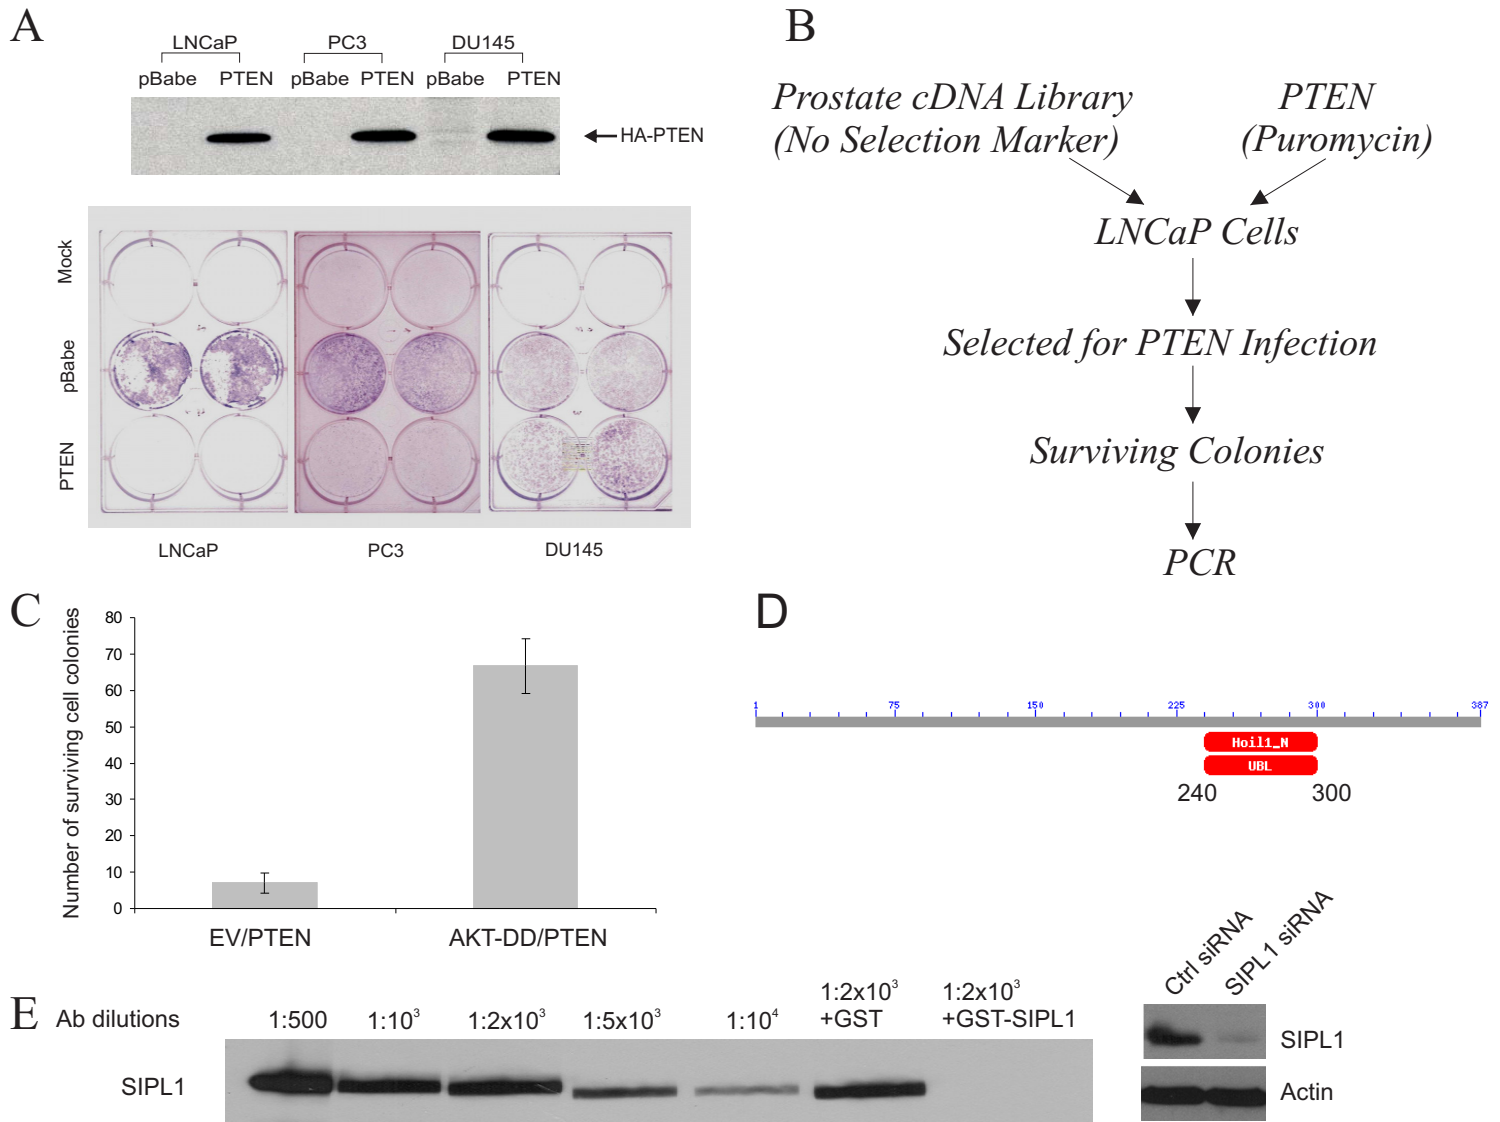 A
LNCaP PC3 DU145
pBabe PTEN pBabe PTEN pBabe PTEN
HA-PTEN
Mock
pBabe
PTEN
LNCaP PC3 DU145
B
Prostate cDNA Library
(No Selection Marker)
PTEN
(Puromycin)
LNCaP Cells
Selected for PTEN Infection
Surviving Colonies
PCR
C
Number of surviving cell colonies
80
70
60
50
40
30
20
10
0
EV/PTEN AKT-DD/PTEN
D
1 75 150 225 300 387
Hoil1_N
UBL
240 300
E
Ab dilutions 1:500 1:10³ 1:2x10³ 1:5x10³ 1:10⁴
1:2x10³
+GST
1:2x10³
+GST-SIPL1
SIPL1
Ctrl siRNA
SIPL1 siRNA
SIPL1
Actin